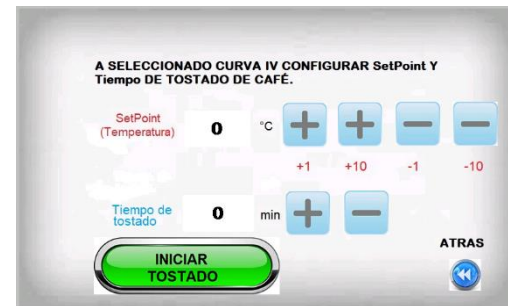 A SELECCIONADO CURVA IV CONFIGURAR SetPoint Y
Tiempo DE TOSTADO DE CAFÉ.
SetPoint
(Temperatura)
0
°C
+1
+10
-1
-10
Tiempo de
tostado
0
min
ATRAS
INICIAR
TOSTADO